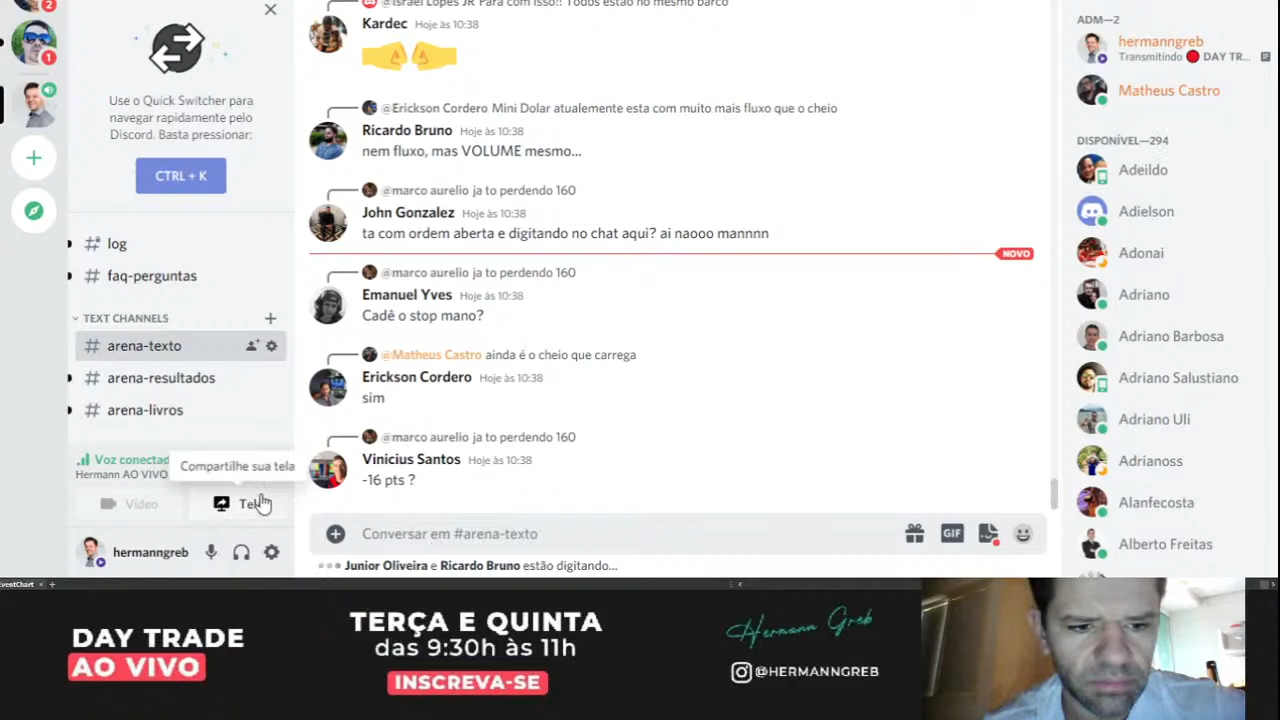 2
1
Use o Quick Switcher para
navegar rapidamente pelo
Discord. Basta pressionar:
CTRL + K
log
faq-perguntas
TEXT CHANNELS
arena-texto
arena-resultados
arena-livros
Voz conectad
Compartilhe sua tela
Hermann AO VIVO
Vídeo
Tel
hermanngreb
@Israel Lopes JR Para com isso!! Todos estão no mesmo barco
Kardec Hoje às 10:38
@Erickson Cordero Mini Dolar atualemente esta com muito mais fluxo que o cheio
Ricardo Bruno Hoje às 10:38
nem fluxo, mas VOLUME mesmo...
@marco aurelio ja to perdendo 160
John Gonzalez Hoje às 10:38
ta com ordem aberta e digitando no chat aqui? ai naooo mannnn
NOVO
@marco aurelio ja to perdendo 160
Emanuel Yves Hoje às 10:38
Cadê o stop mano?
@Matheus Castro ainda é o cheio que carrega
Erickson Cordero Hoje às 10:38
sim
@marco aurelio ja to perdendo 160
Vinicius Santos Hoje às 10:38
-16 pts ?
Conversar em #arena-texto
GIF
Junior Oliveira e Ricardo Bruno estão digitando...
ADM—2
hermanngreb
Transmitindo DAY TR...
Matheus Castro
DISPONÍVEL—294
Adeildo
Adielson
Adonai
Adriano
Adriano Barbosa
Adriano Salustiano
Adriano Uli
Adrianoss
Alanfecosta
Alberto Freitas
EventChart
DAY TRADE
AO VIVO
TERÇA E QUINTA
das 9:30h às 11h
INSCREVA-SE
Hermann Greb
@HERMANNGREB